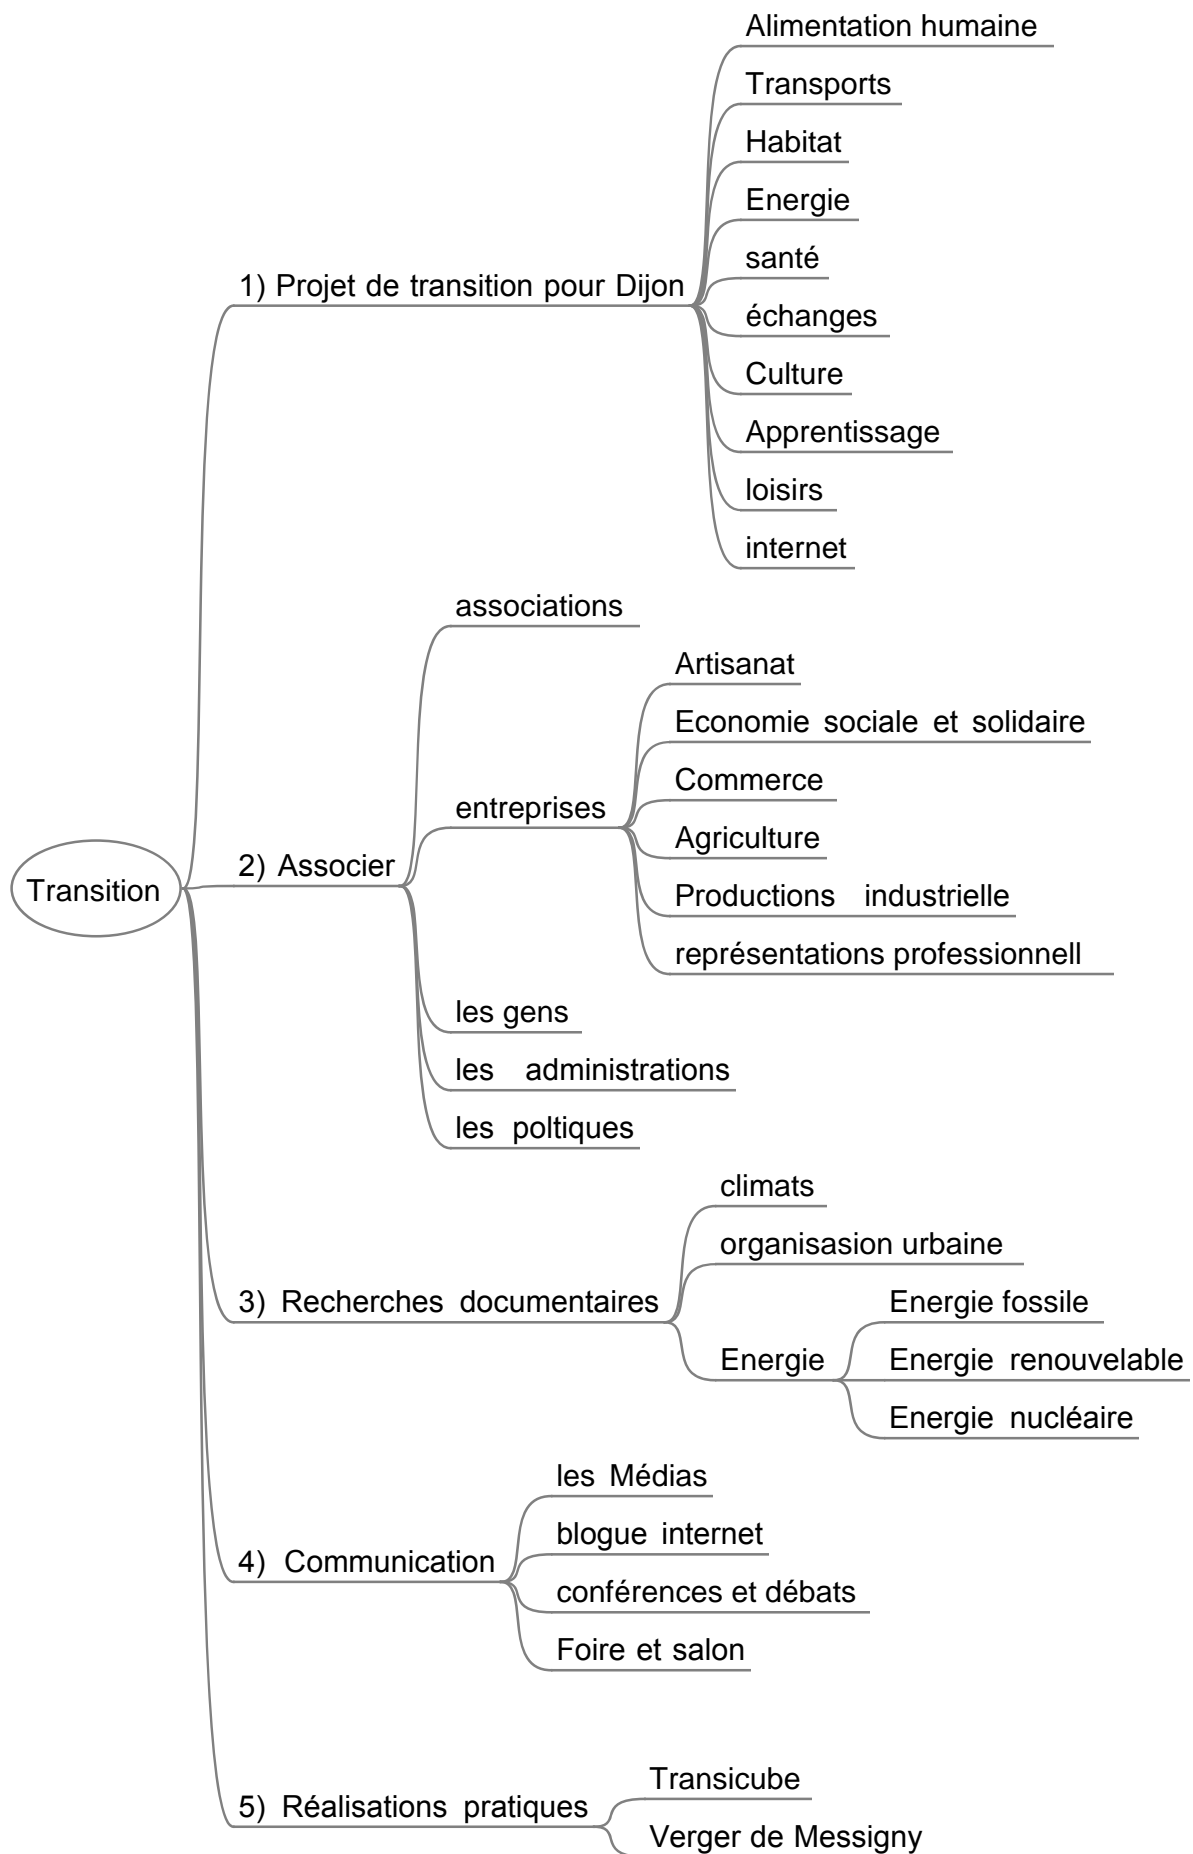 Transition
1) Projet de transition pour Dijon
Alimentation humaine
Transports
Habitat
Energie
santé
échanges
Culture
Apprentissage
loisirs
internet
2) Associer
associations
entreprises
Artisanat
Economie sociale et solidaire
Commerce
Agriculture
Productions industrielle
représentations professionnell
les gens
les administrations
les poltiques
3) Recherches documentaires
climats
organisasion urbaine
Energie
Energie fossile
Energie renouvelable
Energie nucléaire
4) Communication
les Médias
blogue internet
conférences et débats
Foire et salon
5) Réalisations pratiques
Transicube
Verger de Messigny